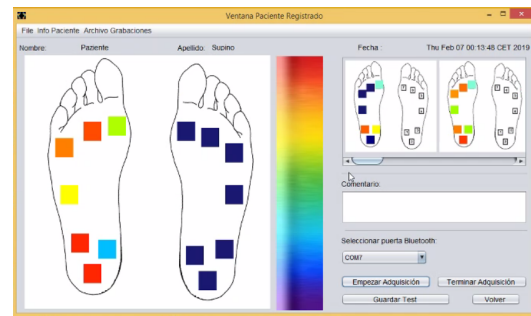 Ventana Paciente Registrado
File Info Paciente Archivo Grabaciones
Nombre: Paziente Apellido: Supino Fecha : Thu Feb 07 00:13:48 CET 2019
Comentario:
Seleccionar puerta Bluetooth:
COM7
Empezar Adquisición Terminar Adquisición
Guardar Test Volver